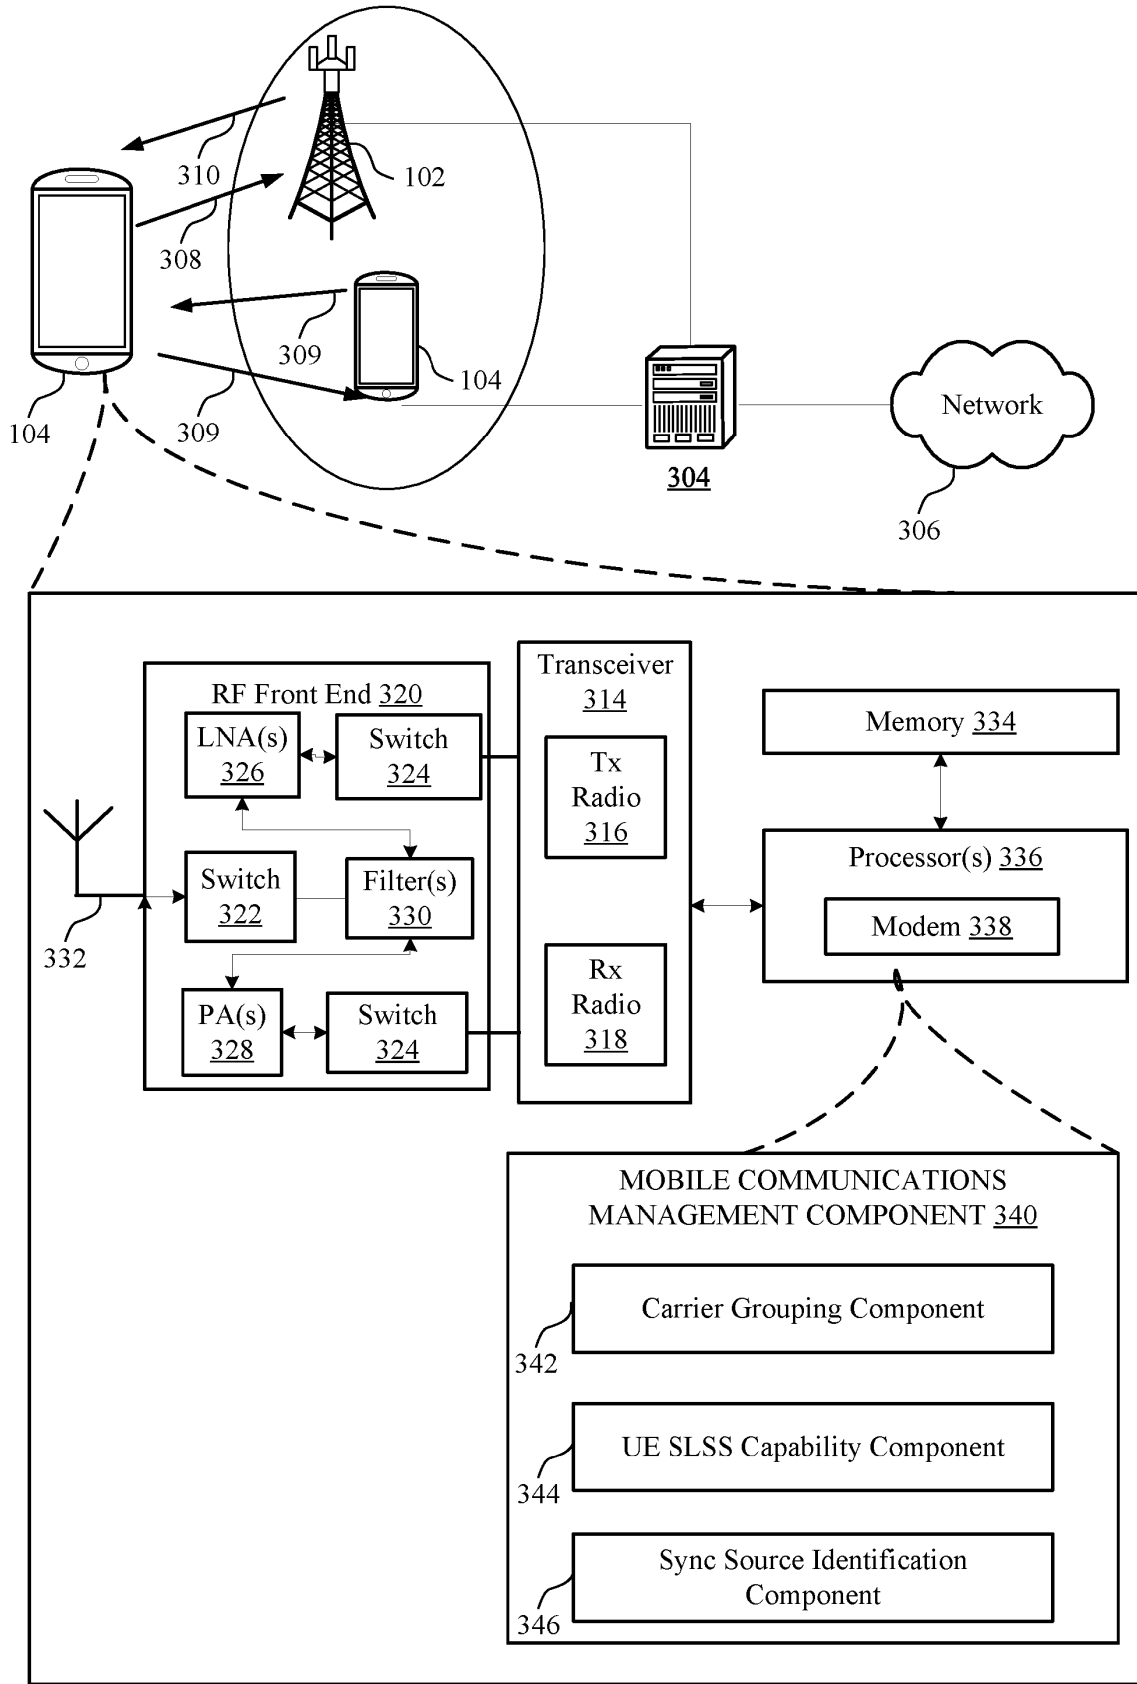 310
102
308
309
104
104
309
Network
304
306
RF Front End 320
Transceiver
314
LNA(s)
326
Switch
324
Memory 334
Tx
Radio
316
Processor(s) 336
Switch
322
Filter(s)
330
Modem 338
332
Rx
Radio
318
PA(s)
328
Switch
324
MOBILE COMMUNICATIONS
MANAGEMENT COMPONENT 340
Carrier Grouping Component
342
UE SLSS Capability Component
344
Sync Source Identification
Component
346